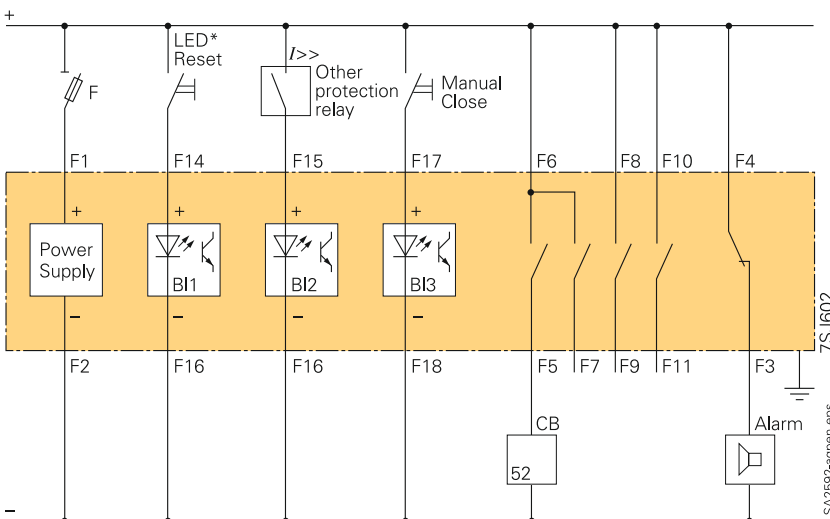 +
LED*
Reset
I>>
F
Other
protection
relay
Manual
Close
F1
F14
F15
F17
F6
F8
F10
F4
+
+
+
+
Power
Supply
BI1
BI2
BI3
–
–
–
–
7SJ602
F2
F16
F16
F18
F5
F7
F9
F11
F3
CB
52
Alarm
SA2592-agpen.eps
–